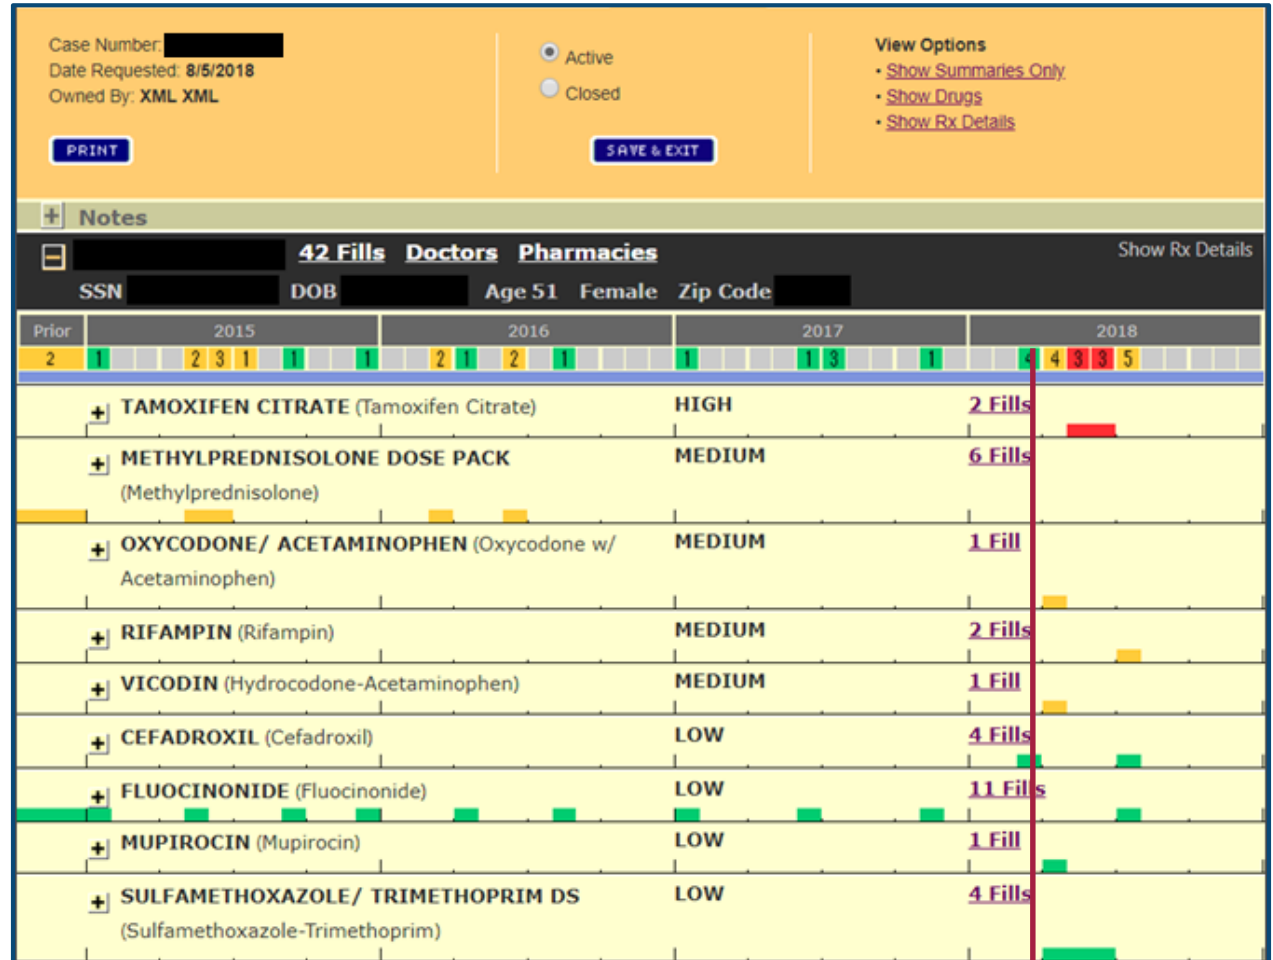 Case Number:
Date Requested: 8/5/2018
Owned By: XML XML
PRINT
Active
Closed
SAVE & EXIT
View Options
• Show Summaries Only
• Show Drugs
• Show Rx Details
+ Notes
42 Fills Doctors Pharmacies Show Rx Details
SSN DOB Age 51 Female Zip Code
Prior 2015 2016 2017 2018
2 1 2 3 1 1 1 2 1 2 1 1 1 3 1 4 4 3 3 5
+ TAMOXIFEN CITRATE (Tamoxifen Citrate) HIGH 2 Fills
+ METHYLPREDNISOLONE DOSE PACK MEDIUM 6 Fills
(Methylprednisolone)
+ OXYCODONE/ ACETAMINOPHEN (Oxycodone w/ MEDIUM 1 Fill
Acetaminophen)
+ RIFAMPIN (Rifampin) MEDIUM 2 Fills
+ VICODIN (Hydrocodone-Acetaminophen) MEDIUM 1 Fill
+ CEFADROXIL (Cefadroxil) LOW 4 Fills
+ FLUOCINONIDE (Fluocinonide) LOW 11 Fills
+ MUPIROCIN (Mupirocin) LOW 1 Fill
+ SULFAMETHOXAZOLE/ TRIMETHOPRIM DS LOW 4 Fills
(Sulfamethoxazole-Trimethoprim)